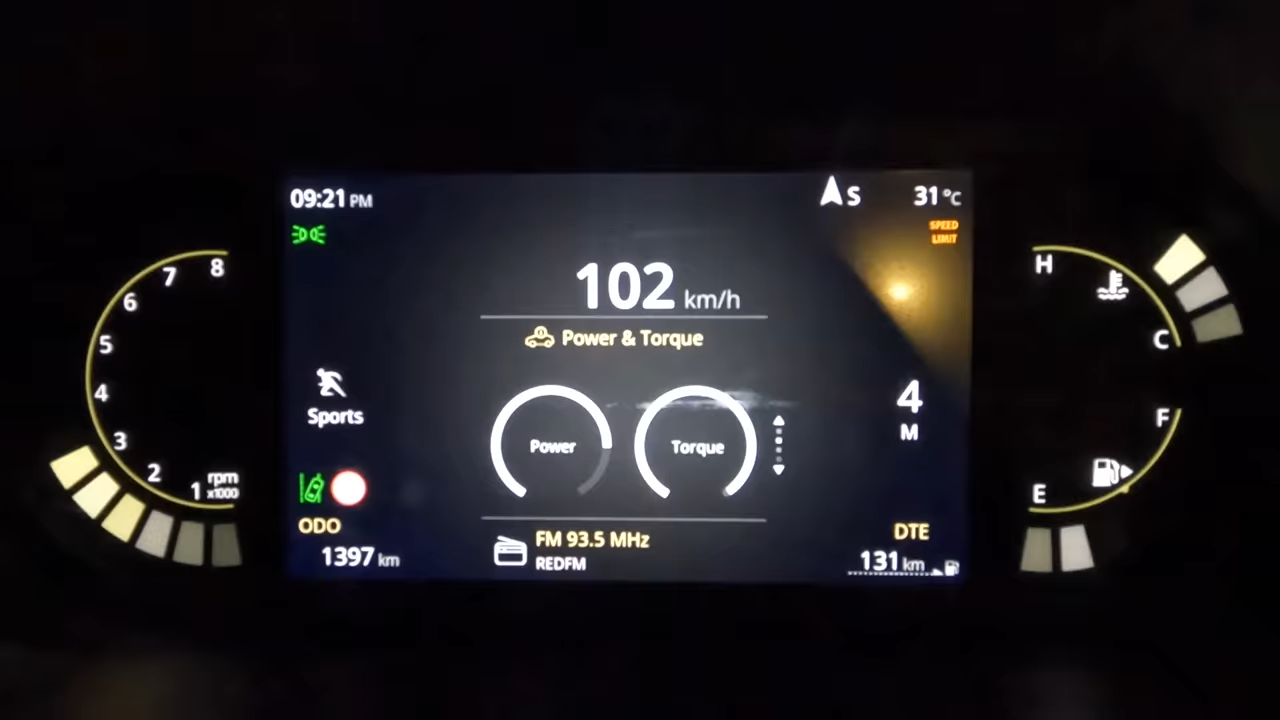 09:21 PM
S
31 °C
SPEED
LIMIT
102 km/h
Power & Torque
8
7
6
5
4
3
2
1
rpm
x1000
Sports
Power
Torque
4
M
H
C
F
E
ODO
1397 km
FM 93.5 MHz
REDFM
DTE
131 km